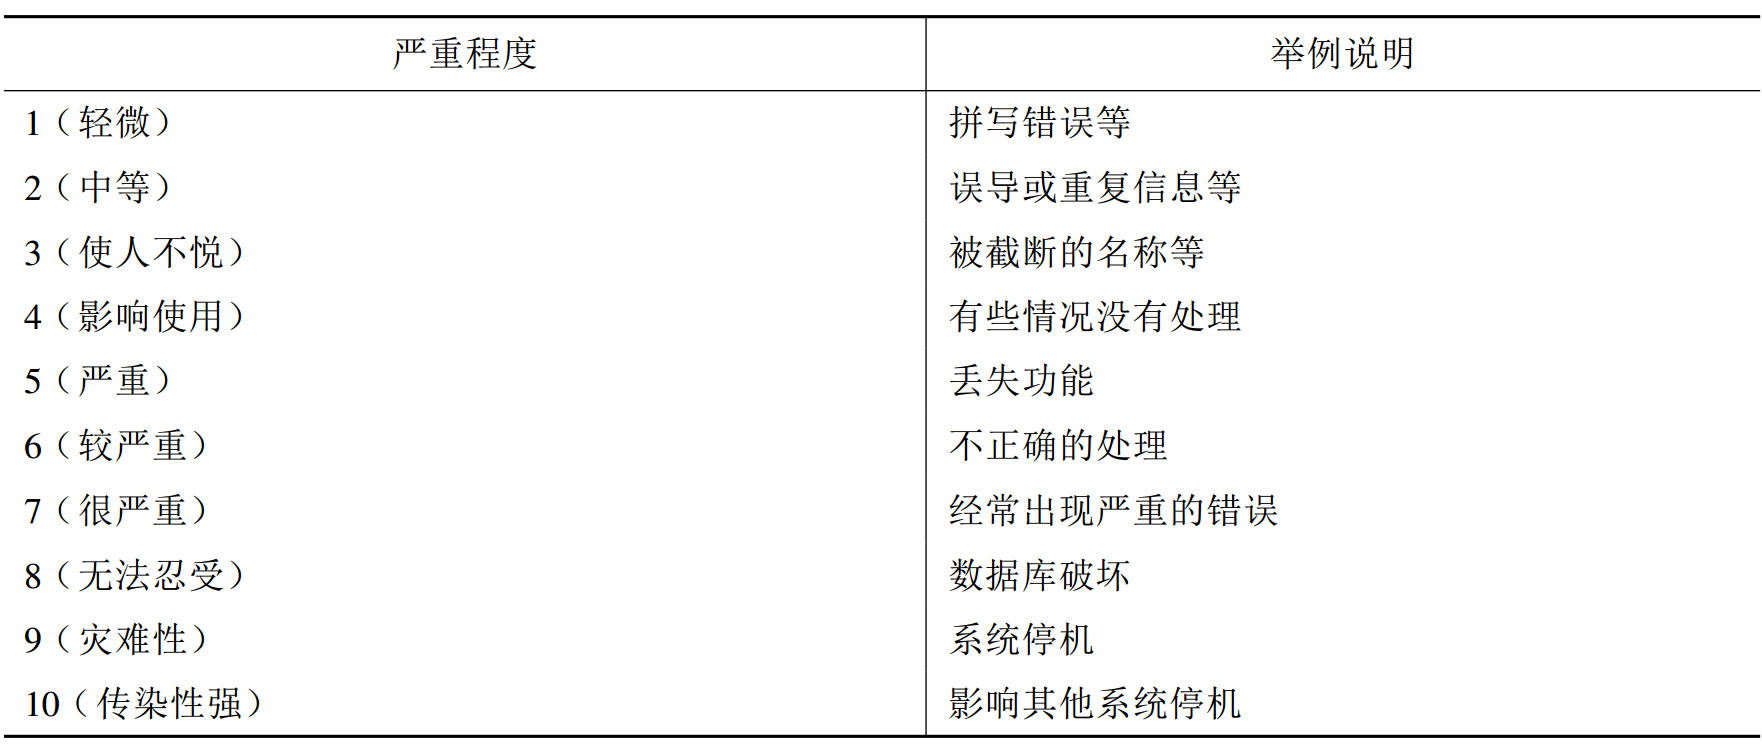 严重程度 举例说明
1（轻微） 拼写错误等
2（中等） 误导或重复信息等
3（使人不悦） 被截断的名称等
4（影响使用） 有些情况没有处理
5（严重） 丢失功能
6（较严重） 不正确的处理
7（很严重） 经常出现严重的错误
8（无法忍受） 数据库破坏
9（灾难性） 系统停机
10（传染性强） 影响其他系统停机